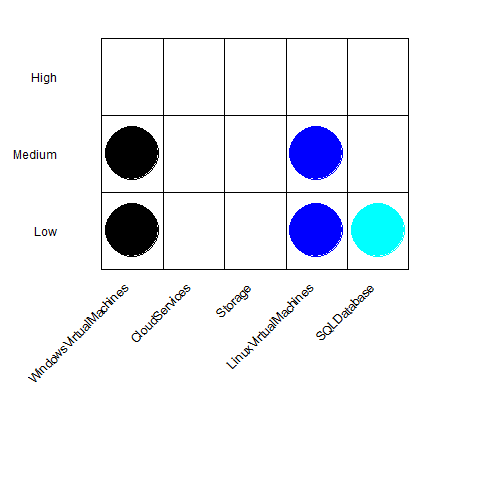 High
Medium
Low
WindowsVirtualMachines
CloudServices
Storage
LinuxVirtualMachines
SQLDatabase